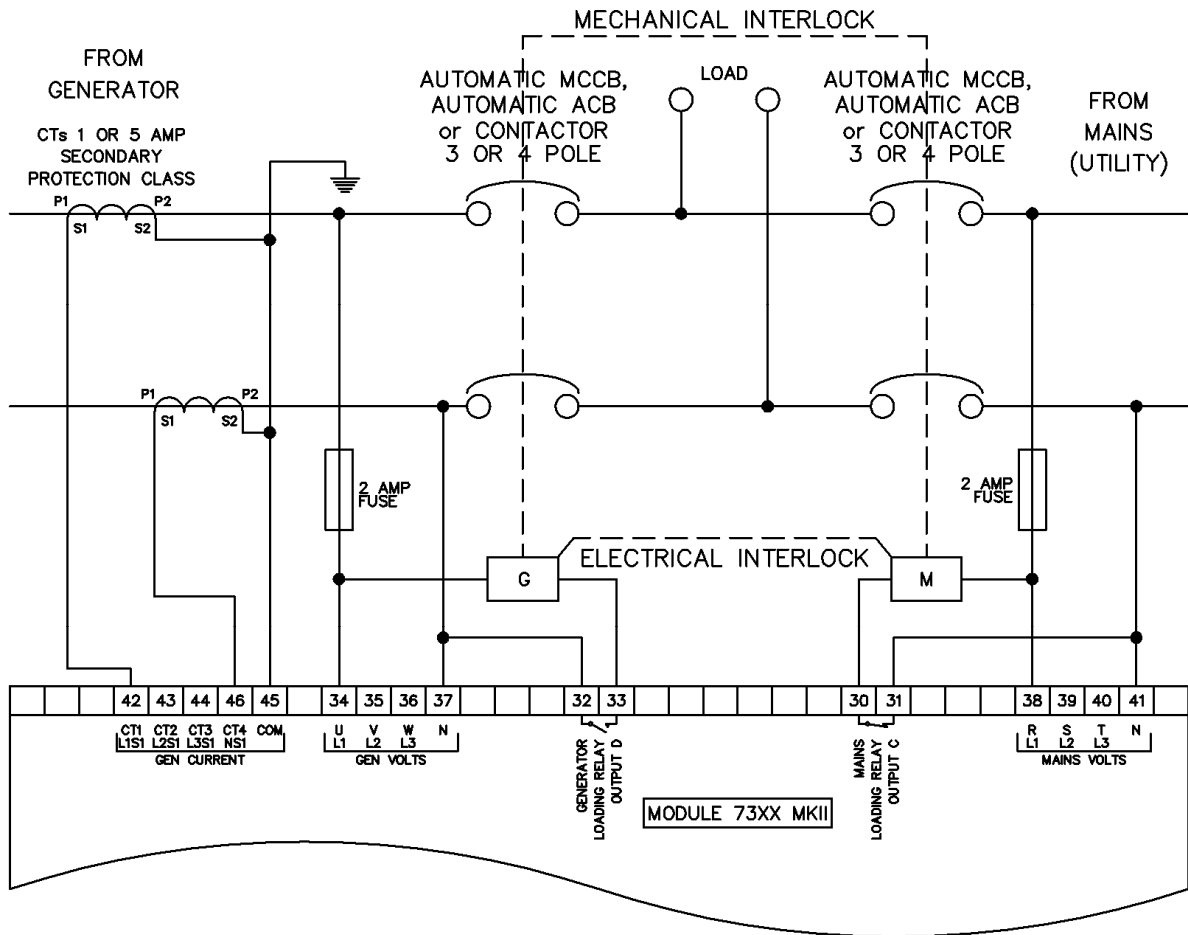 MECHANICAL INTERLOCK
FROM
GENERATOR
CTs 1 OR 5 AMP
SECONDARY
PROTECTION CLASS
AUTOMATIC MCCB,
AUTOMATIC ACB
or CONTACTOR
3 OR 4 POLE
LOAD
AUTOMATIC MCCB,
AUTOMATIC ACB
or CONTACTOR
3 OR 4 POLE
FROM
MAINS
(UTILITY)
P1 P2
S1 S2
P1 P2
S1 S2
2 AMP
FUSE
2 AMP
FUSE
ELECTRICAL INTERLOCK
G
M
42 43 44 46 45 34 35 36 37 32 33 30 31 38 39 40 41
CT1 CT2 CT3 CT4 COM
L1S1 L2S1 L3S1 NS1
GEN CURRENT
U V W N
L1 L2 L3
GEN VOLTS
GENERATOR
LOADING RELAY
OUTPUT D
MAINS
LOADING RELAY
OUTPUT C
R S T N
L1 L2 L3
MAINS VOLTS
MODULE 73XX MKII